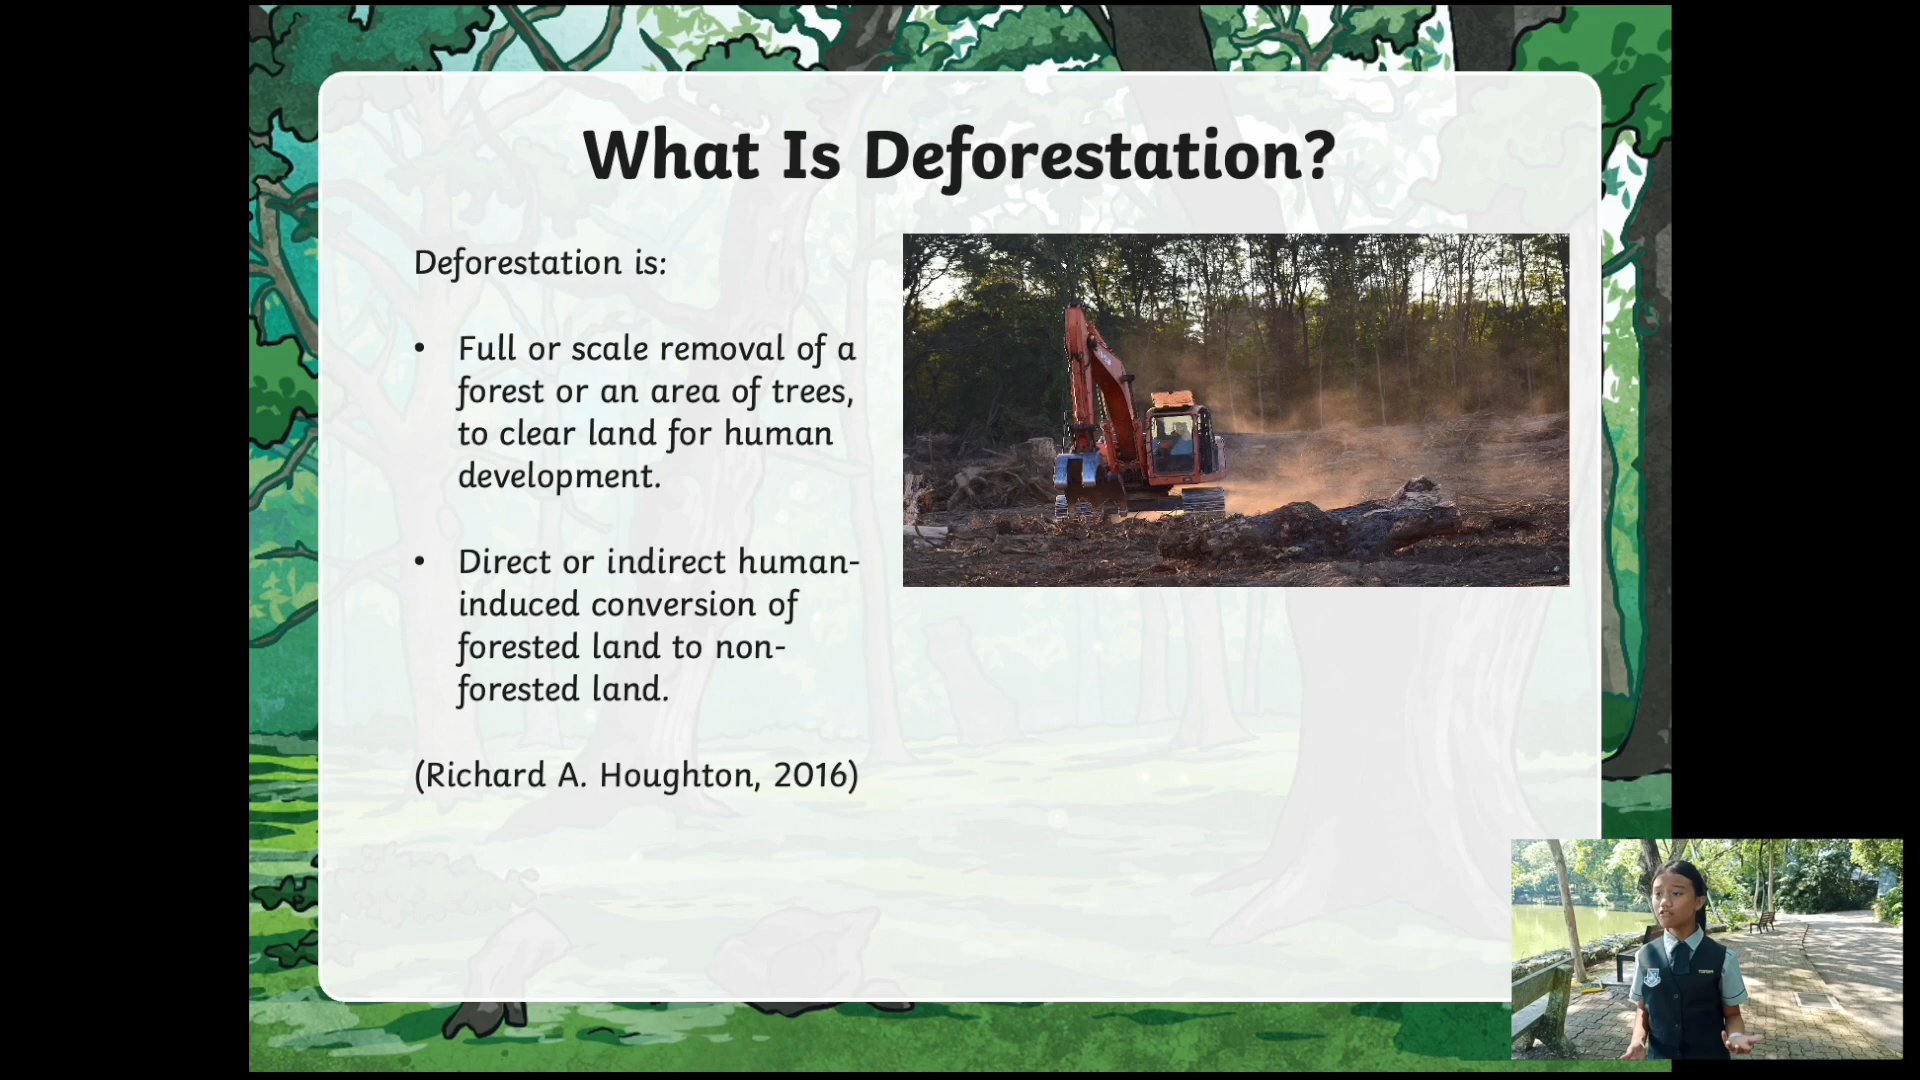 What Is Deforestation?
Deforestation is:
• Full or scale removal of a
forest or an area of trees,
to clear land for human
development.
• Direct or indirect human-
induced conversion of
forested land to non-
forested land.
(Richard A. Houghton, 2016)